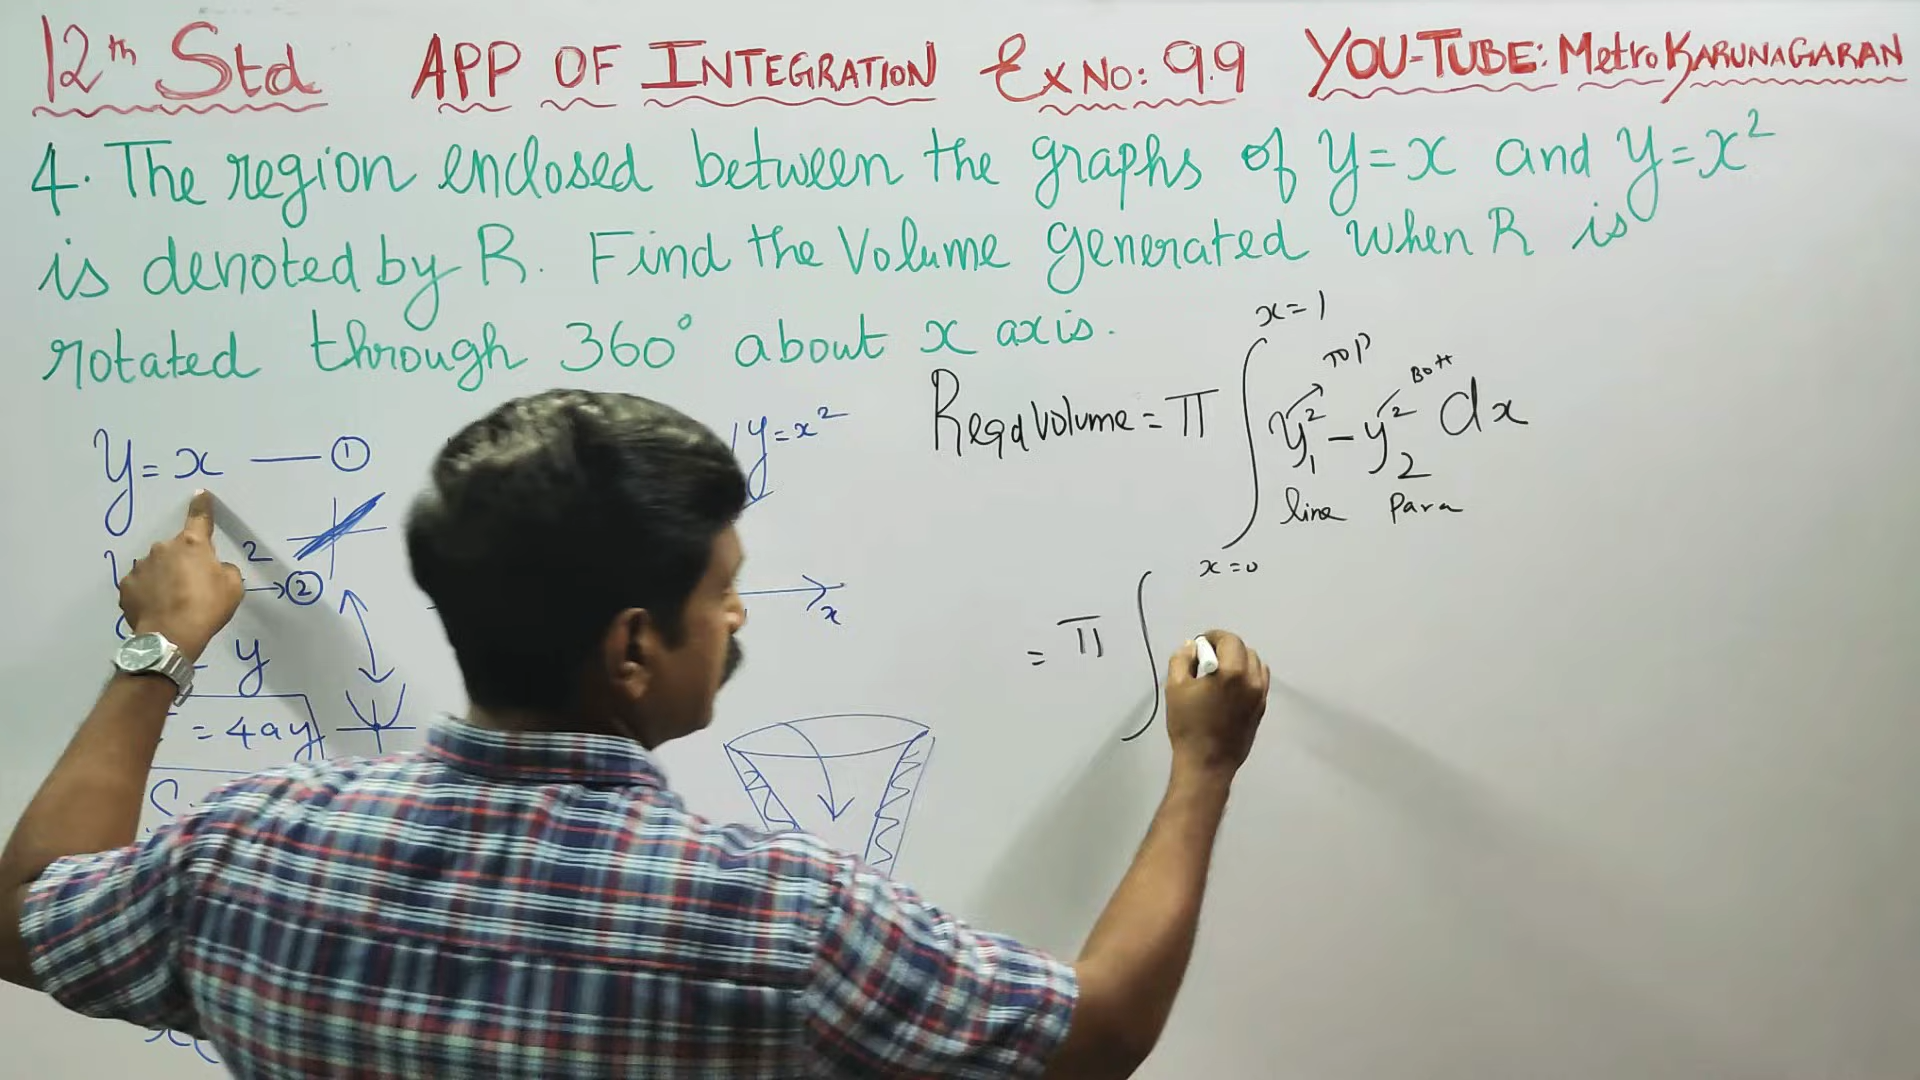 12th Std APP OF INTEGRATION Ex No: 9.9 YOU-TUBE: Metro KARUNAGARAN
4. The region enclosed between the graphs of y = x and y = x²
is denoted by R. Find the Volume generated when R is
rotated through 360° about x axis.
y = x — ①
2
→ ②
y
= 4ay
y = x²
x
x = 1
TOP
Bott
Reqd Volume = π ∫ y₁² − y₂² dx
line Para
x = 0
= π ∫